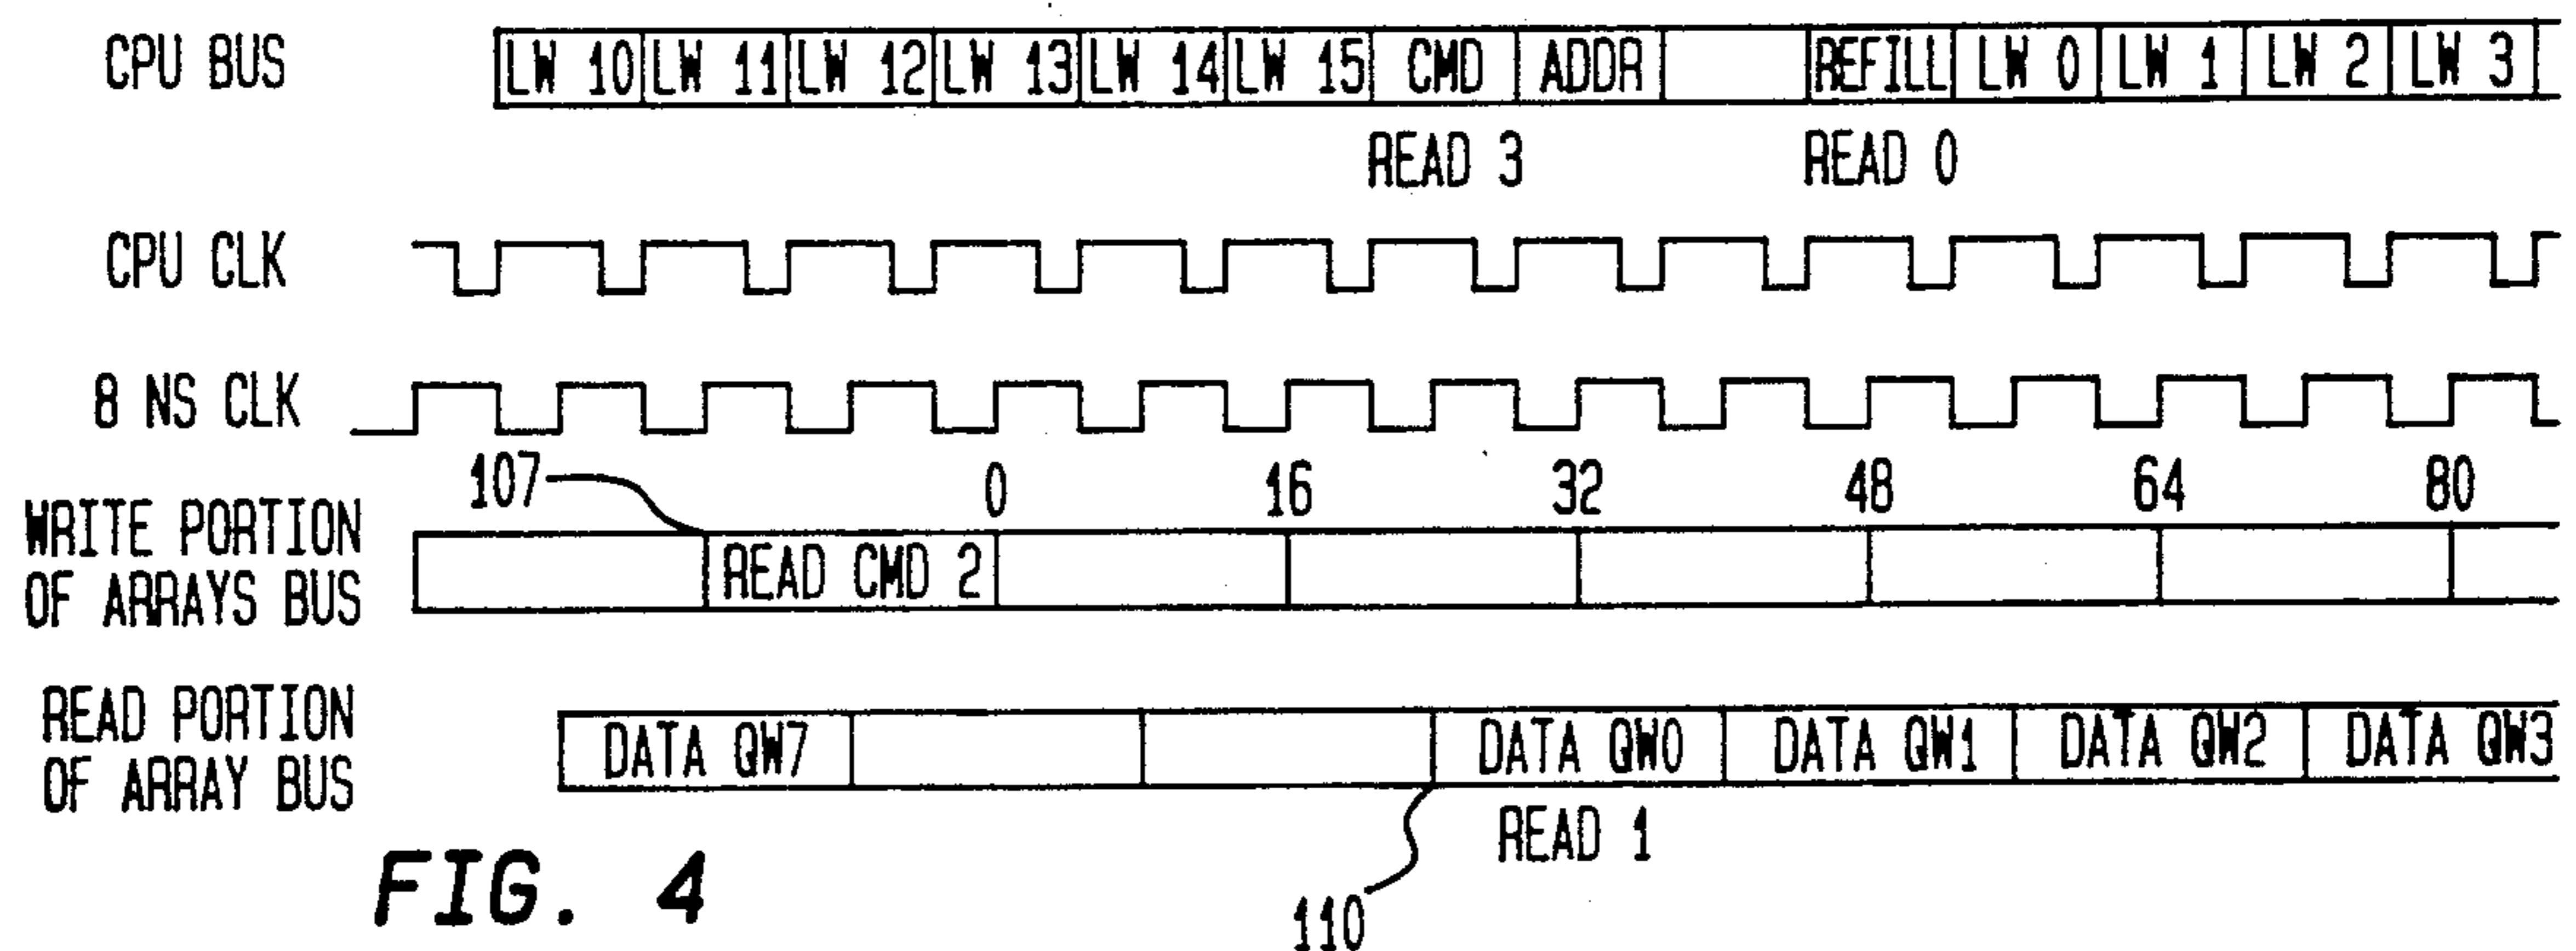 CPU BUS LW 10 LW 11 LW 12 LW 13 LW 14 LW 15 CMD ADDR REFILL LW 0 LW 1 LW 2 LW 3
READ 3 READ 0
CPU CLK
8 NS CLK
107 0 16 32 48 64 80
WRITE PORTION
OF ARRAYS BUS
READ CMD 2
READ PORTION
OF ARRAY BUS
DATA QW7 DATA QW0 DATA QW1 DATA QW2 DATA QW3
READ 1
110
FIG. 4